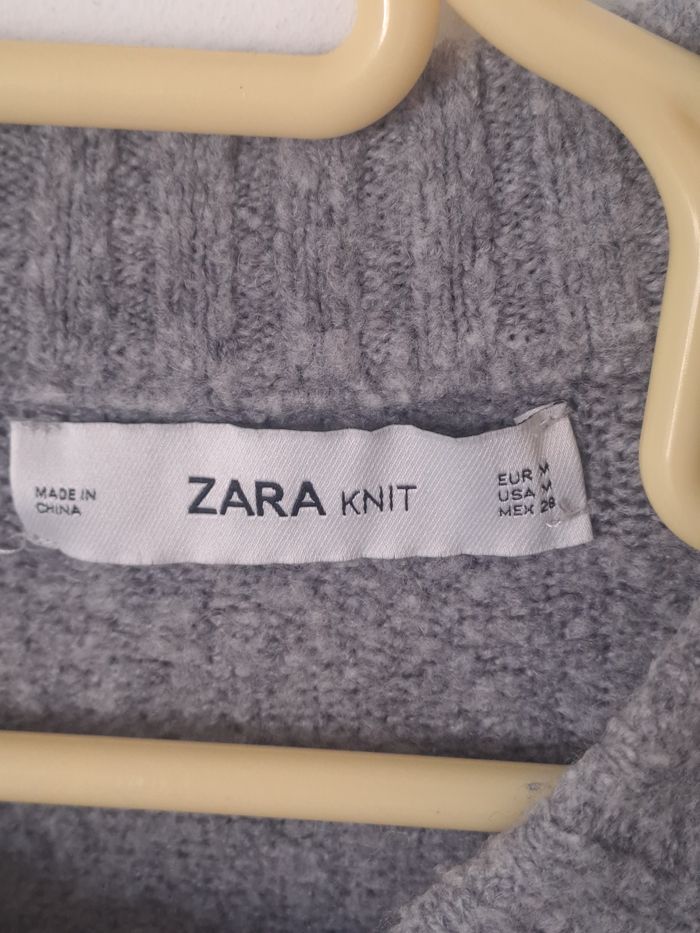 MADE IN
CHINA
ZARA KNIT
EUR M
USA M
MEX 28